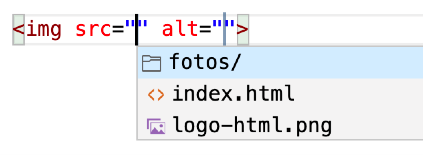 <img src="" alt="">
fotos/
index.html
logo-html.png